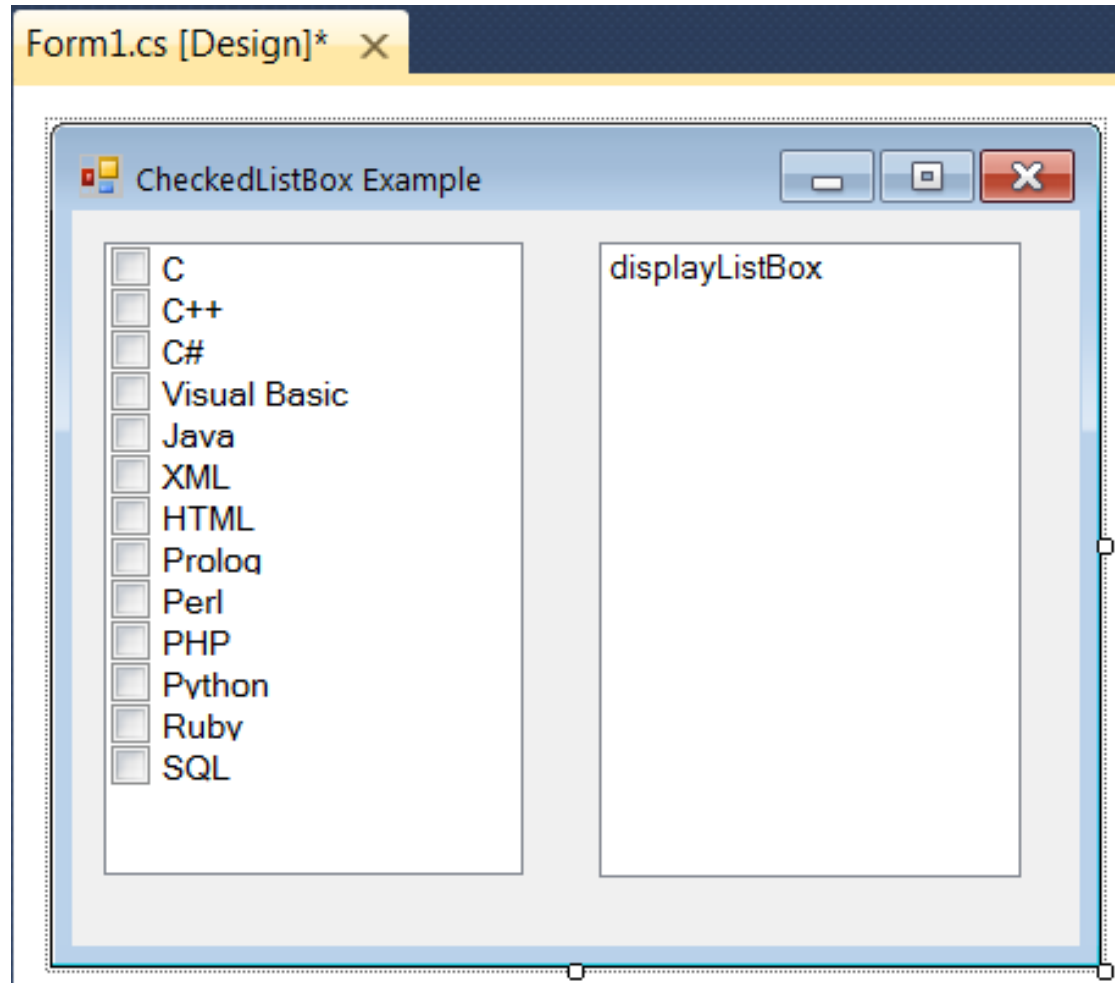 Form1.cs [Design]*
CheckedListBox Example
C
C++
C#
Visual Basic
Java
XML
HTML
Prolog
Perl
PHP
Python
Ruby
SQL
displayListBox